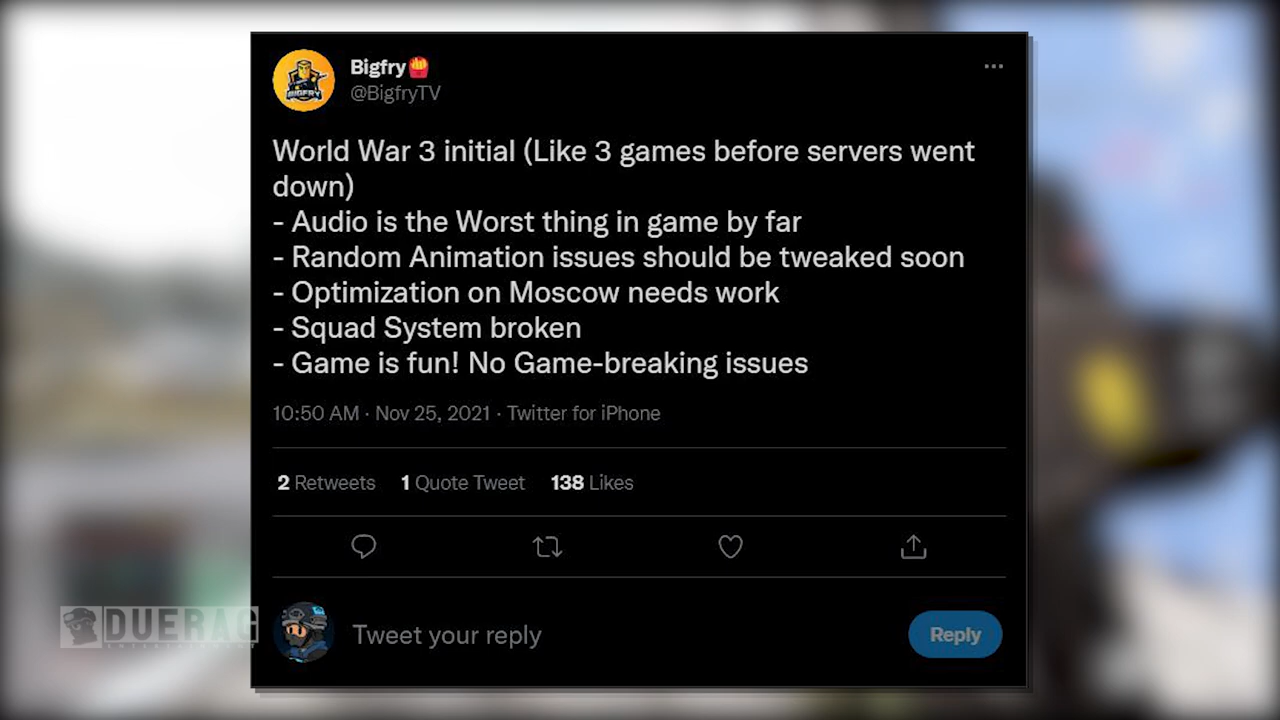 Bigfry🍟
@BigfryTV
World War 3 initial (Like 3 games before servers went
down)
- Audio is the Worst thing in game by far
- Random Animation issues should be tweaked soon
- Optimization on Moscow needs work
- Squad System broken
- Game is fun! No Game-breaking issues
10:50 AM · Nov 25, 2021 · Twitter for iPhone
2 Retweets 1 Quote Tweet 138 Likes
Tweet your reply
Reply
BIGFRY
DUERAG
ENTERTAINMENT